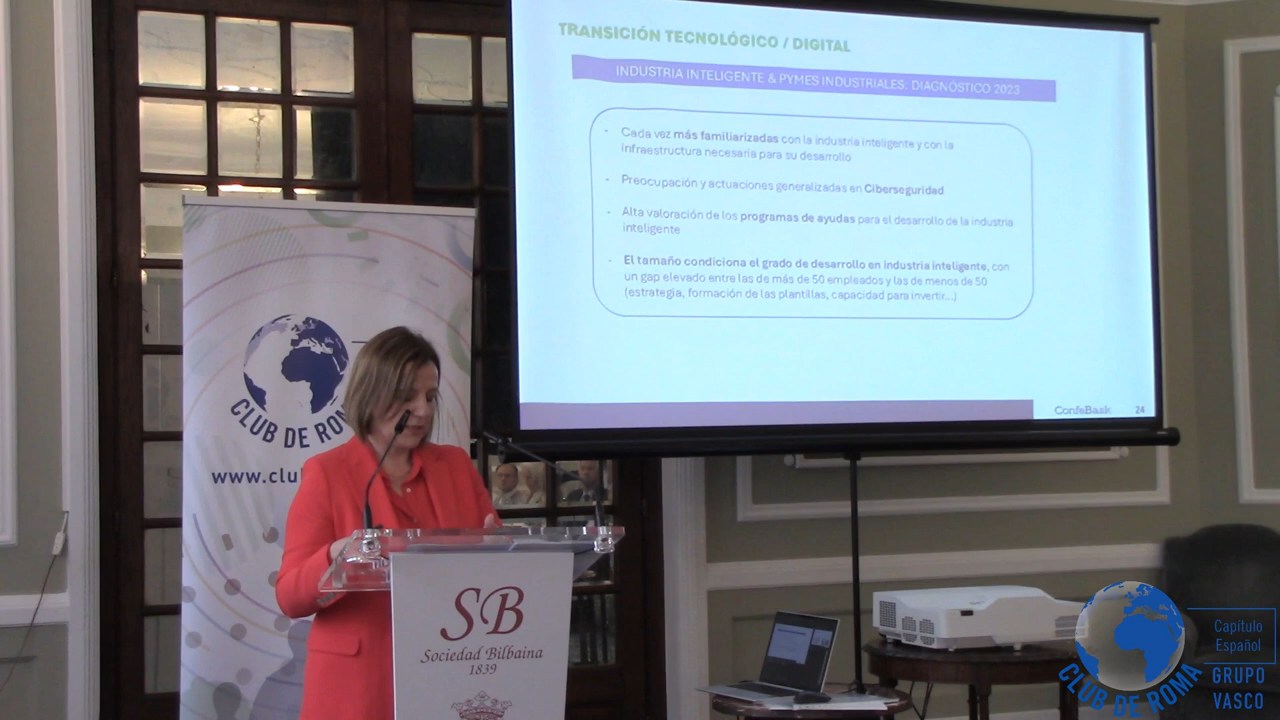 TRANSICIÓN TECNOLÓGICO / DIGITAL
INDUSTRIA INTELIGENTE & PYMES INDUSTRIALES: DIAGNÓSTICO 2023
- Cada vez más familiarizadas con la industria inteligente y con la
infraestructura necesaria para su desarrollo
- Preocupación y actuaciones generalizadas en Ciberseguridad
- Alta valoración de los programas de ayudas para el desarrollo de la industria
inteligente
- El tamaño condiciona el grado de desarrollo en industria inteligente, con
un gap elevado entre las de más de 50 empleados y las de menos de 50
(estrategia, formación de las plantillas, capacidad para invertir...)
ConfeBask 24
CLUB DE ROM
www.clu
SB
Sociedad Bilbaina
1839
CLUB DE ROMA
Capítulo
Español
GRUPO
VASCO